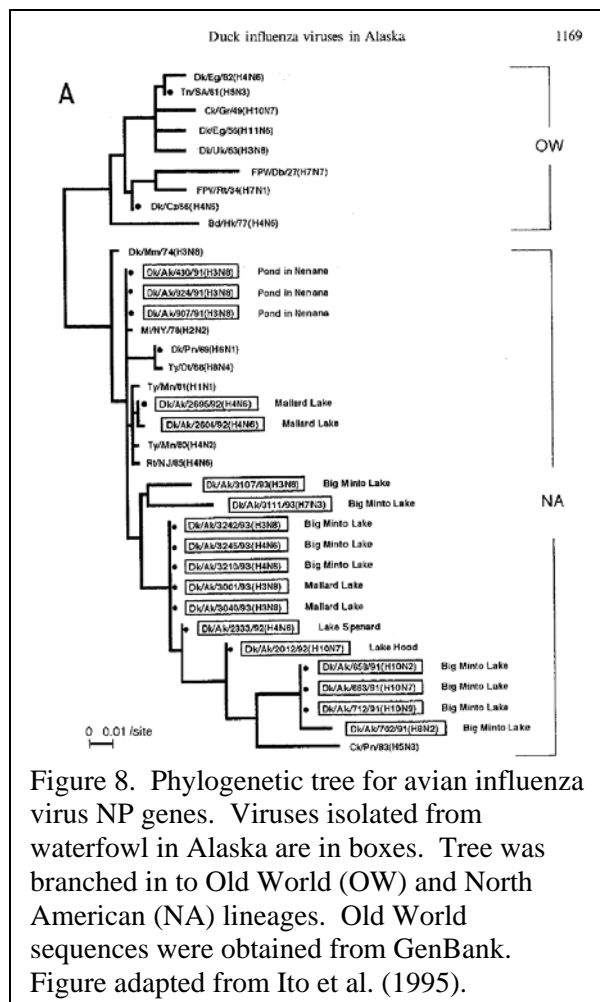 Duck influenza viruses in Alaska 1169
A
Dk/Eg/62(H4N6)
Tn/SA/61(H5N3)
Ck/Gr/49(H10N7)
Dk/Eg/56(H11N6)
Dk/Uk/63(H3N8)
FPV/Db/27(H7N7)
FPV/Rt/34(H7N1)
Dk/Cz/56(H4N6)
Bd/Hk/77(H4N6)
OW
Dk/Mm/74(H3N8)
Dk/Ak/430/91(H3N8) Pond in Nenana
Dk/Ak/924/91(H3N8) Pond in Nenana
Dk/Ak/907/91(H3N8) Pond in Nenana
Ml/NY/78(H2N2)
Dk/Pn/69(H6N1)
Ty/Ot/68(H8N4)
Ty/Mn/81(H1N1)
Dk/Ak/2695/92(H4N6) Mallard Lake
Dk/Ak/2604/92(H4N6) Mallard Lake
Ty/Mn/80(H4N2)
Rt/NJ/85(H4N6)
Dk/Ak/3107/93(H3N8) Big Minto Lake
Dk/Ak/3111/93(H7N3) Big Minto Lake
NA
Dk/Ak/3242/93(H3N8) Big Minto Lake
Dk/Ak/3245/93(H4N6) Big Minto Lake
Dk/Ak/3210/93(H4N6) Big Minto Lake
Dk/Ak/3001/93(H3N8) Mallard Lake
Dk/Ak/3040/93(H3N8) Mallard Lake
Dk/Ak/2333/92(H4N6) Lake Spenard
Dk/Ak/2012/92(H10N7) Lake Hood
Dk/Ak/658/91(H10N2) Big Minto Lake
Dk/Ak/663/91(H10N7) Big Minto Lake
Dk/Ak/712/91(H10N9) Big Minto Lake
Dk/Ak/702/91(H8N2) Big Minto Lake
Ck/Pn/83(H5N3)
0 0.01 /site
Figure 8. Phylogenetic tree for avian influenza
virus NP genes. Viruses isolated from
waterfowl in Alaska are in boxes. Tree was
branched in to Old World (OW) and North
American (NA) lineages. Old World
sequences were obtained from GenBank.
Figure adapted from Ito et al. (1995).